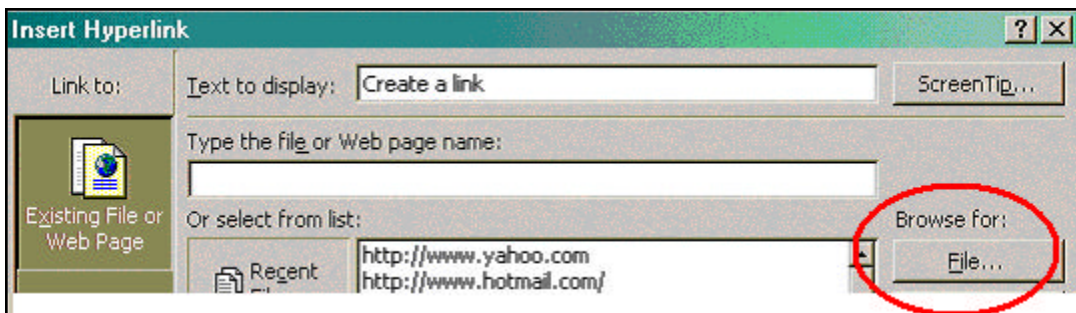 Insert Hyperlink
Link to:
Text to display:
Create a link
ScreenTip...
Type the file or Web page name:
Existing File or
Web Page
Or select from list:
Browse for:
Recent
http://www.yahoo.com
http://www.hotmail.com/
File...